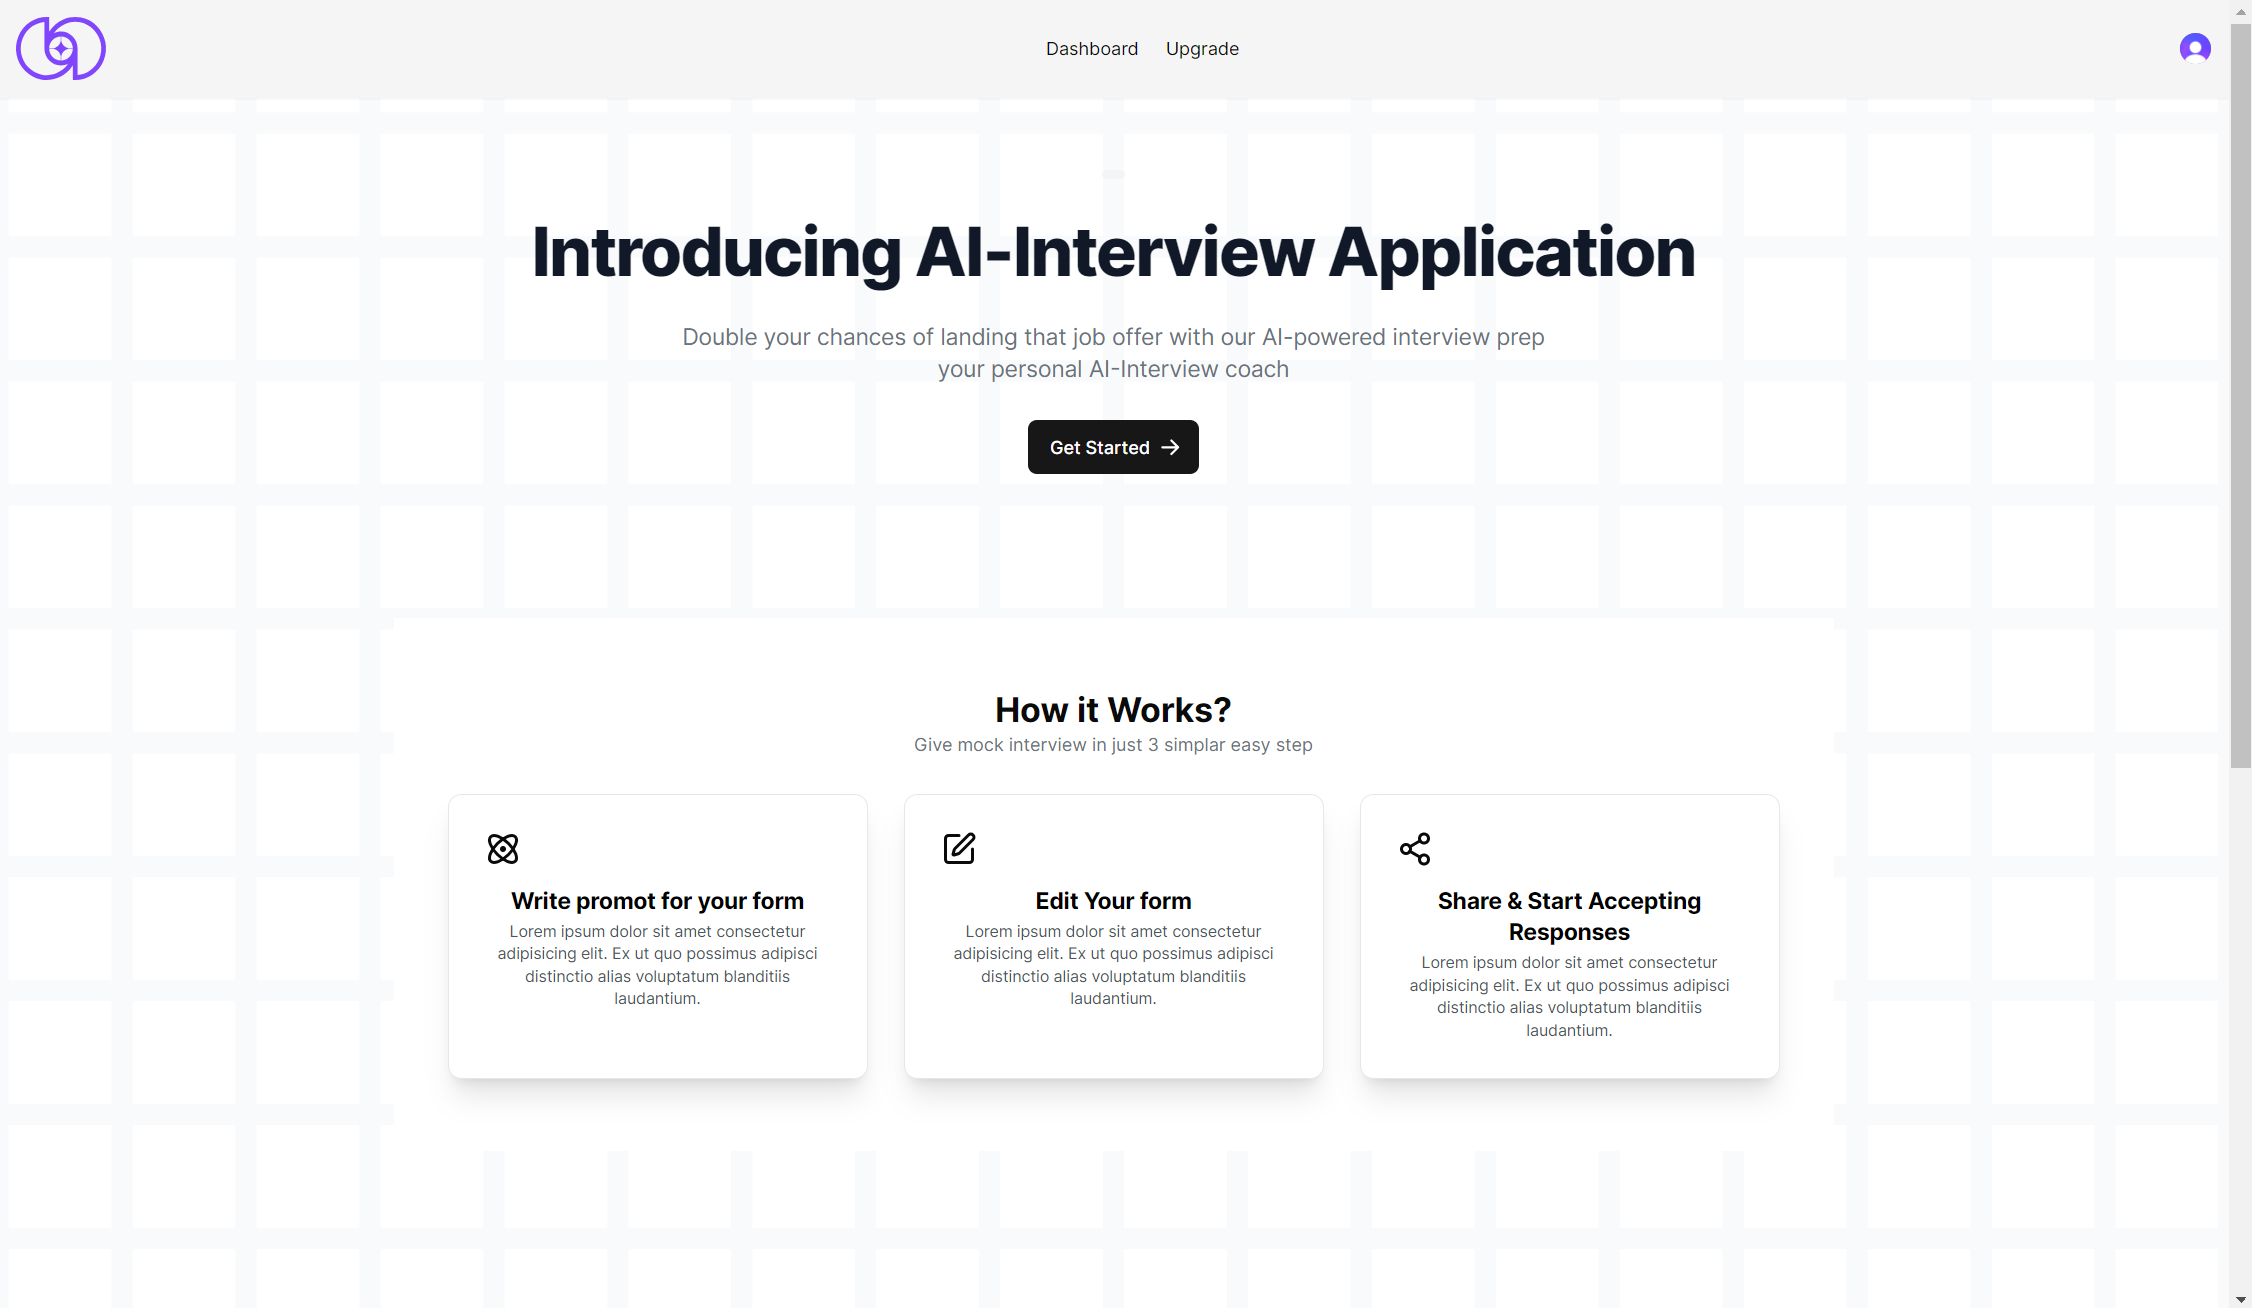 Dashboard Upgrade
Introducing AI-Interview Application
Double your chances of landing that job offer with our AI-powered interview prep
your personal AI-Interview coach
Get Started
How it Works?
Give mock interview in just 3 simplar easy step
Write promot for your form
Lorem ipsum dolor sit amet consectetur
adipisicing elit. Ex ut quo possimus adipisci
distinctio alias voluptatum blanditiis
laudantium.
Edit Your form
Lorem ipsum dolor sit amet consectetur
adipisicing elit. Ex ut quo possimus adipisci
distinctio alias voluptatum blanditiis
laudantium.
Share & Start Accepting
Responses
Lorem ipsum dolor sit amet consectetur
adipisicing elit. Ex ut quo possimus adipisci
distinctio alias voluptatum blanditiis
laudantium.